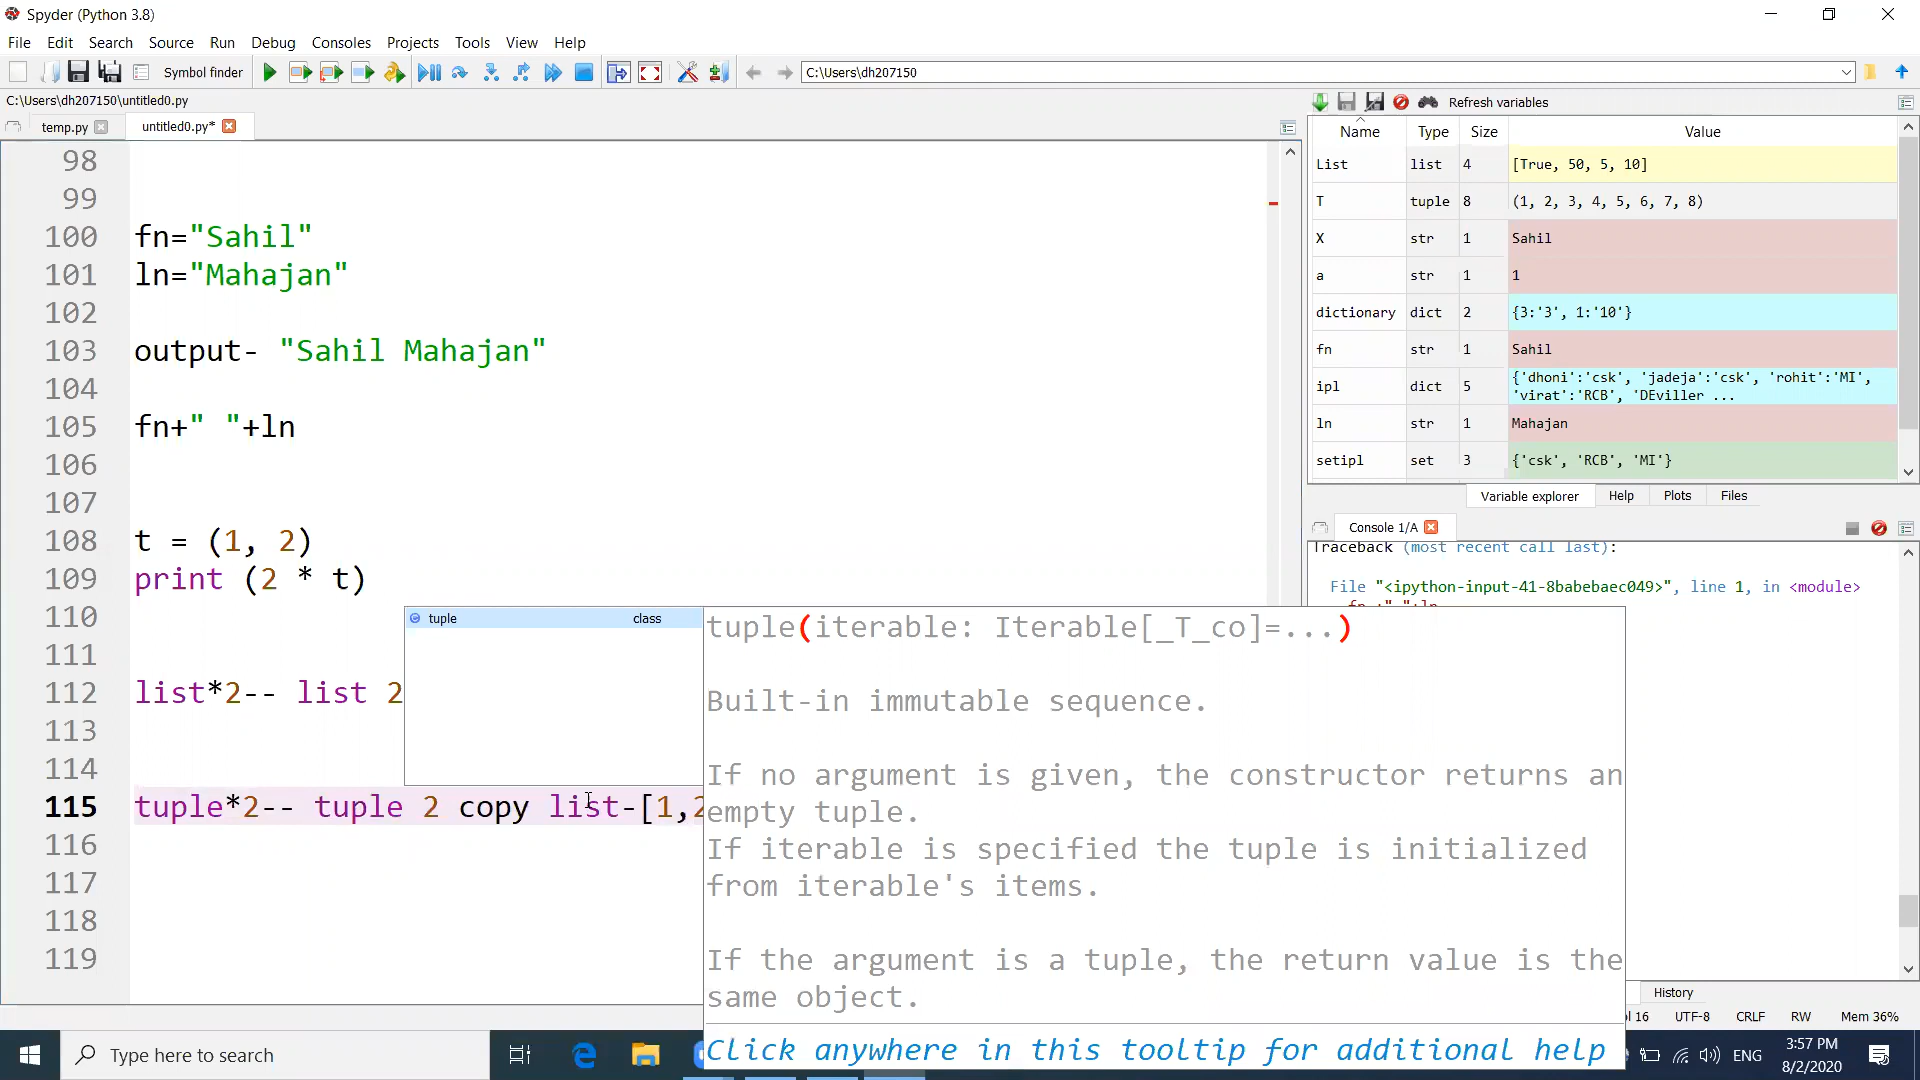 Spyder (Python 3.8)
File Edit Search Source Run Debug Consoles Projects Tools View Help
Symbol finder
C:\Users\dh207150
C:\Users\dh207150\untitled0.py
temp.py
untitled0.py*
98
99
100 fn="Sahil"
101 ln="Mahajan"
102
103 output- "Sahil Mahajan"
104
105 fn+" "+ln
106
107
108 t = (1, 2)
109 print (2 * t)
110
111
112 list*2-- list 2
113
114
115 tuple*2-- tuple 2 copy list-[1,2
116
117
118
119
tuple class
tuple(iterable: Iterable[_T_co]=...)
Built-in immutable sequence.
If no argument is given, the constructor returns an
empty tuple.
If iterable is specified the tuple is initialized
from iterable's items.
If the argument is a tuple, the return value is the
same object.
Click anywhere in this tooltip for additional help
Refresh variables
Name Type Size Value
List list 4 [True, 50, 5, 10]
T tuple 8 (1, 2, 3, 4, 5, 6, 7, 8)
X str 1 Sahil
a str 1 1
dictionary dict 2 {3:'3', 1:'10'}
fn str 1 Sahil
ipl dict 5 {'dhoni':'csk', 'jadeja':'csk', 'rohit':'MI',
'virat':'RCB', 'DEviller ...
ln str 1 Mahajan
setipl set 3 {'csk', 'RCB', 'MI'}
Variable explorer Help Plots Files
Console 1/A
Traceback (most recent call last):
File "<ipython-input-41-8babebaec049>", line 1, in <module>
History
16 UTF-8 CRLF RW Mem 36%
Type here to search
ENG
3:57 PM
8/2/2020